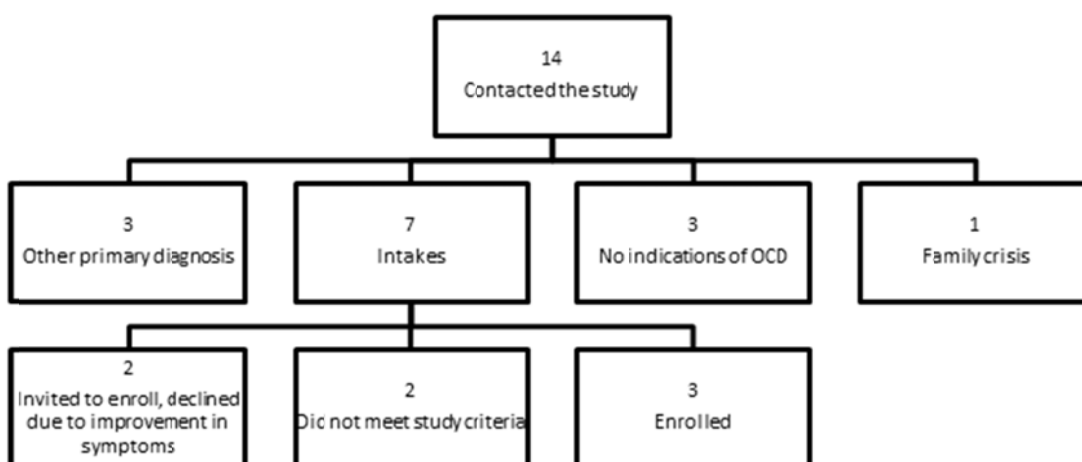 14
Contacted the study
3
Other primary diagnosis
7
Intakes
3
No indications of OCD
1
Family crisis
2
Invited to enroll, declined
due to improvement in
symptoms
2
Did not meet study criteria
3
Enrolled